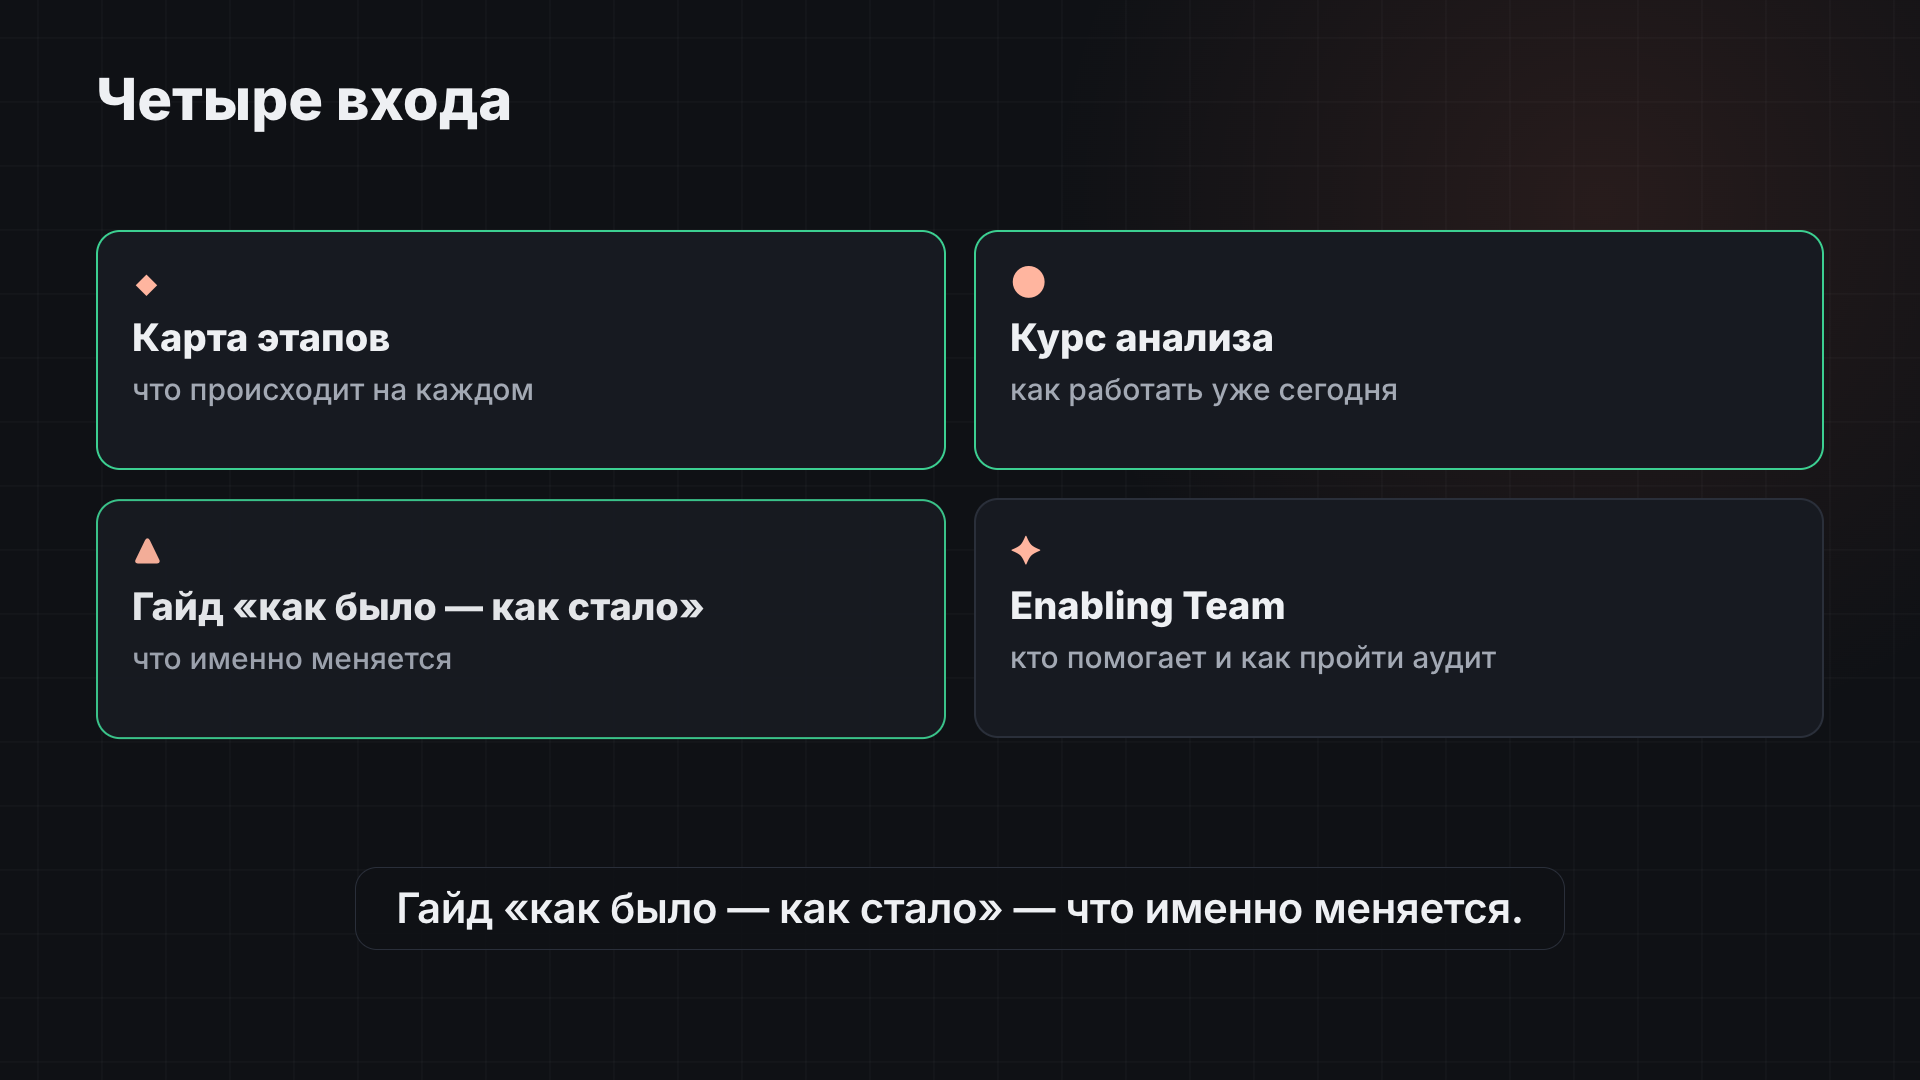 Четыре входа
Карта этапов
что происходит на каждом
Курс анализа
как работать уже сегодня
Гайд «как было — как стало»
что именно меняется
Enabling Team
кто помогает и как пройти аудит
Гайд «как было — как стало» — что именно меняется.